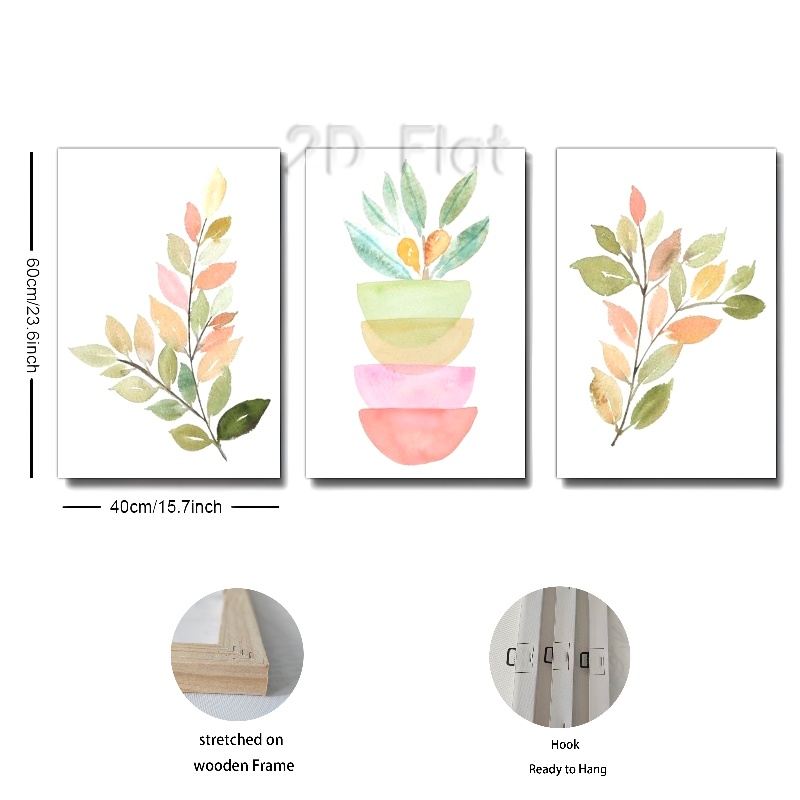 2D Flat
60cm/23.6inch
40cm/15.7inch
stretched on
wooden Frame
Hook
Ready to Hang